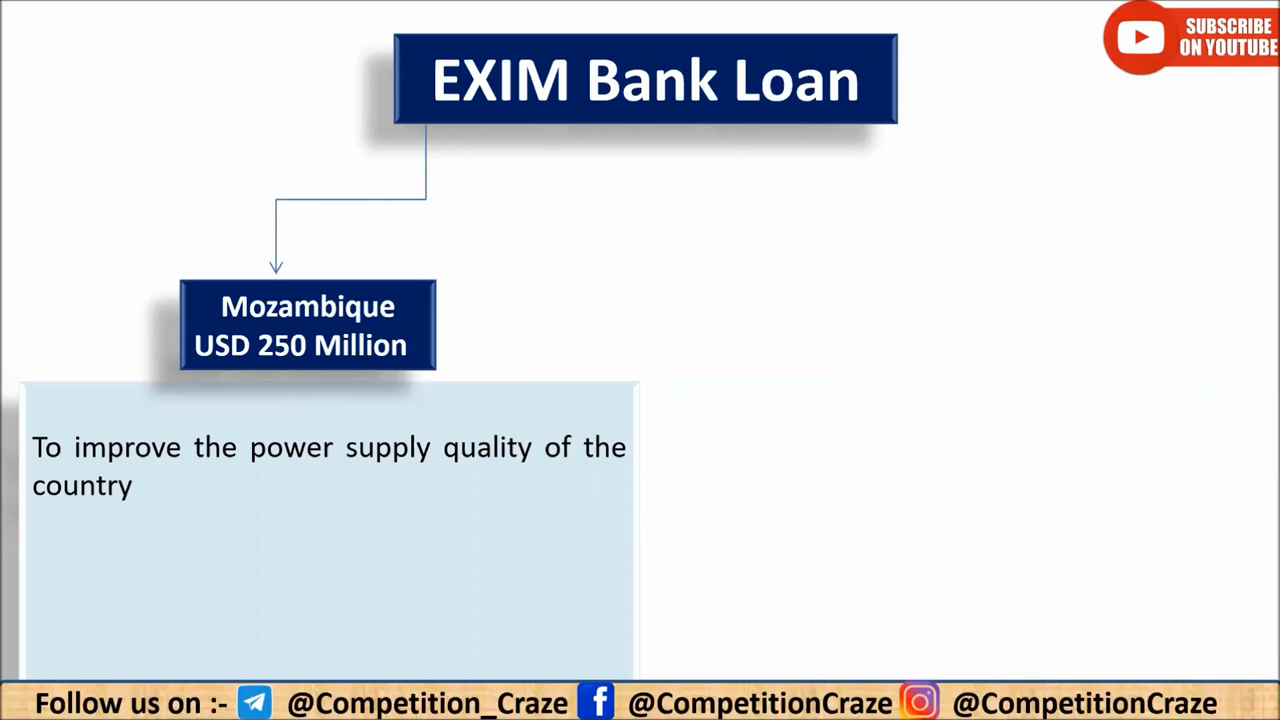 SUBSCRIBE
ON YOUTUBE
EXIM Bank Loan
Mozambique
USD 250 Million
To improve the power supply quality of the
country
Follow us on :- @Competition_Craze @CompetitionCraze @CompetitionCraze